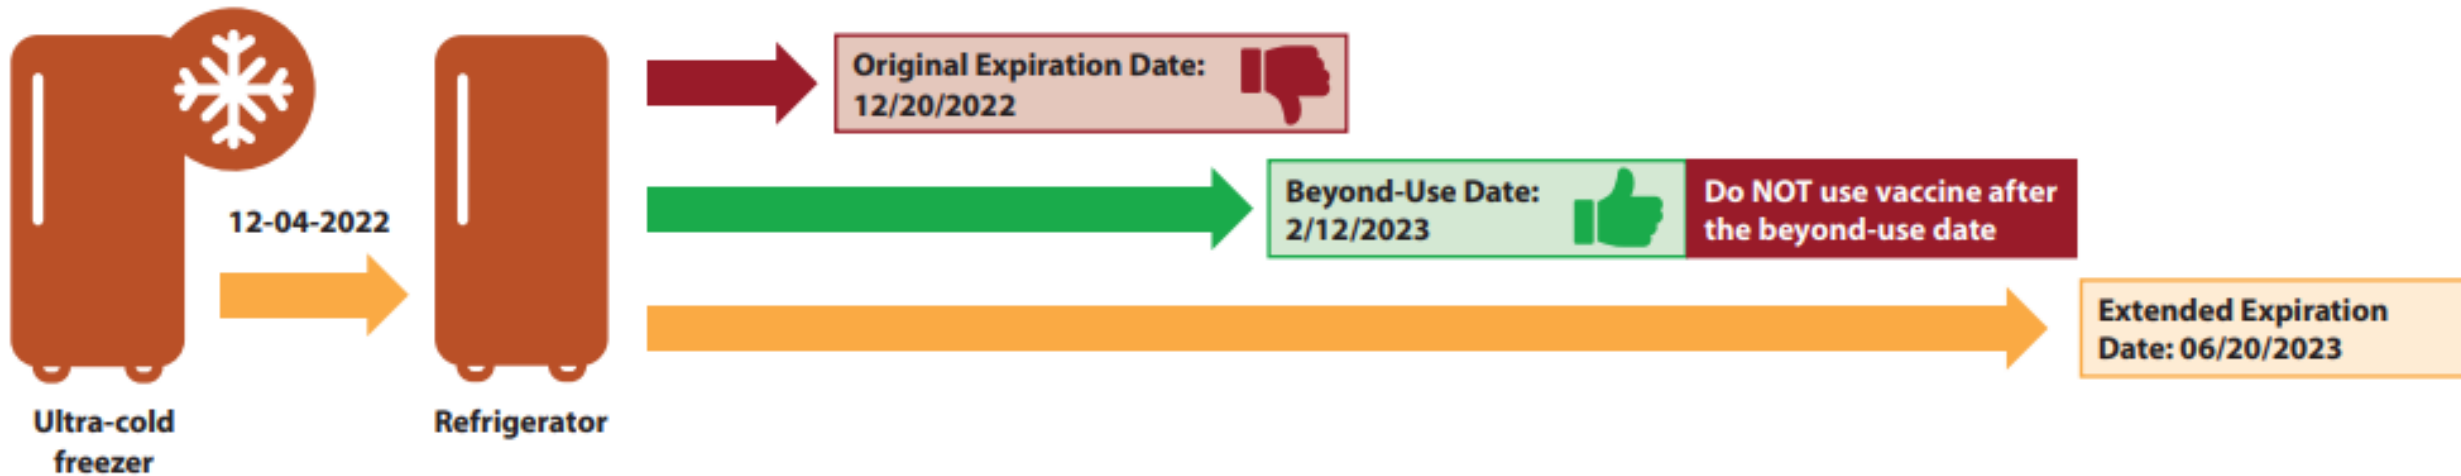 Original Expiration Date:
12/20/2022
Beyond-Use Date:
2/12/2023
Do NOT use vaccine after
the beyond-use date
12-04-2022
Extended Expiration
Date: 06/20/2023
Ultra-cold
freezer
Refrigerator